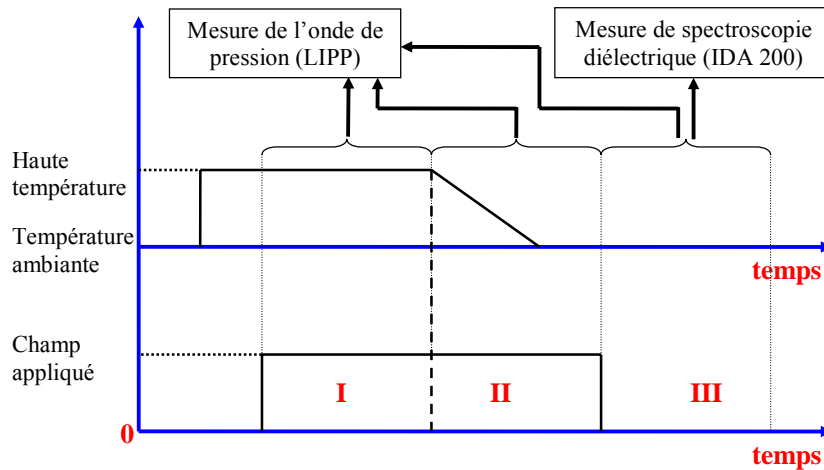 Mesure de l'onde de
pression (LIPP)
Mesure de spectroscopie
diélectrique (IDA 200)
Haute
température
Température
ambiante
temps
Champ
appliqué
I
II
III
0
temps